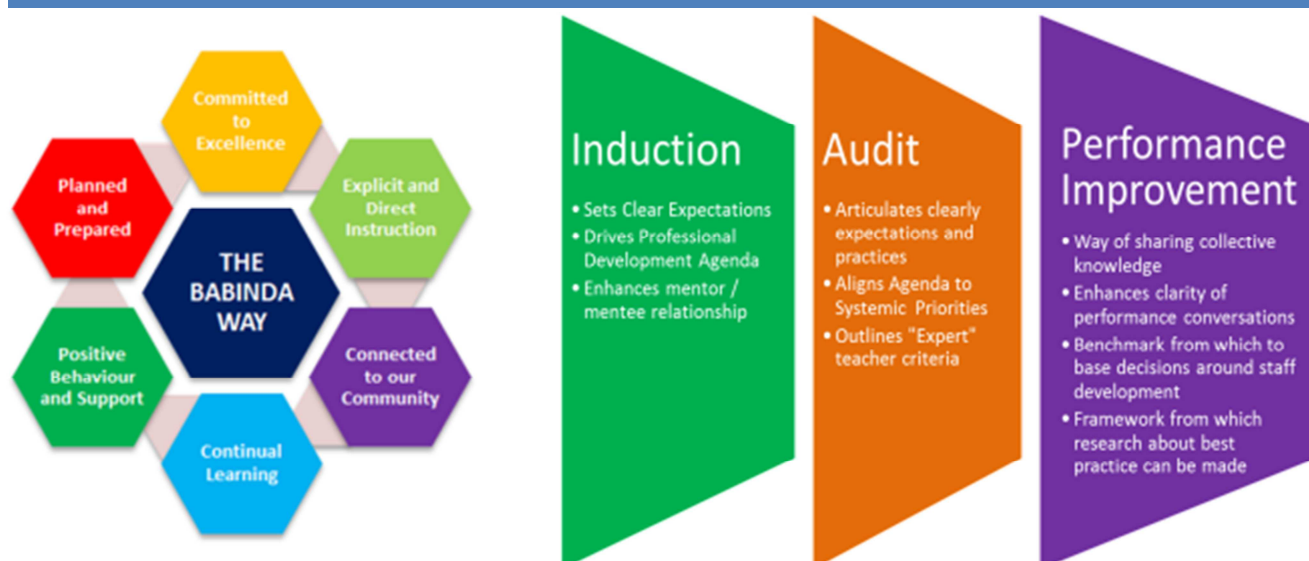 Committed
to
Excellence
Planned
and
Prepared
Explicit and
Direct
Instruction
THE
BABINDA
WAY
Positive
Behaviour
and Support
Connected
to our
Community
Continual
Learning
Induction
• Sets Clear Expectations
• Drives Professional
Development Agenda
• Enhances mentor /
mentee relationship
Audit
• Articulates clearly
expectations and
practices
• Aligns Agenda to
Systemic Priorities
• Outlines "Expert"
teacher criteria
Performance
Improvement
• Way of sharing collective
knowledge
• Enhances clarity of
performance conversations
• Benchmark from which to
base decisions around staff
development
• Framework from which
research about best
practice can be made